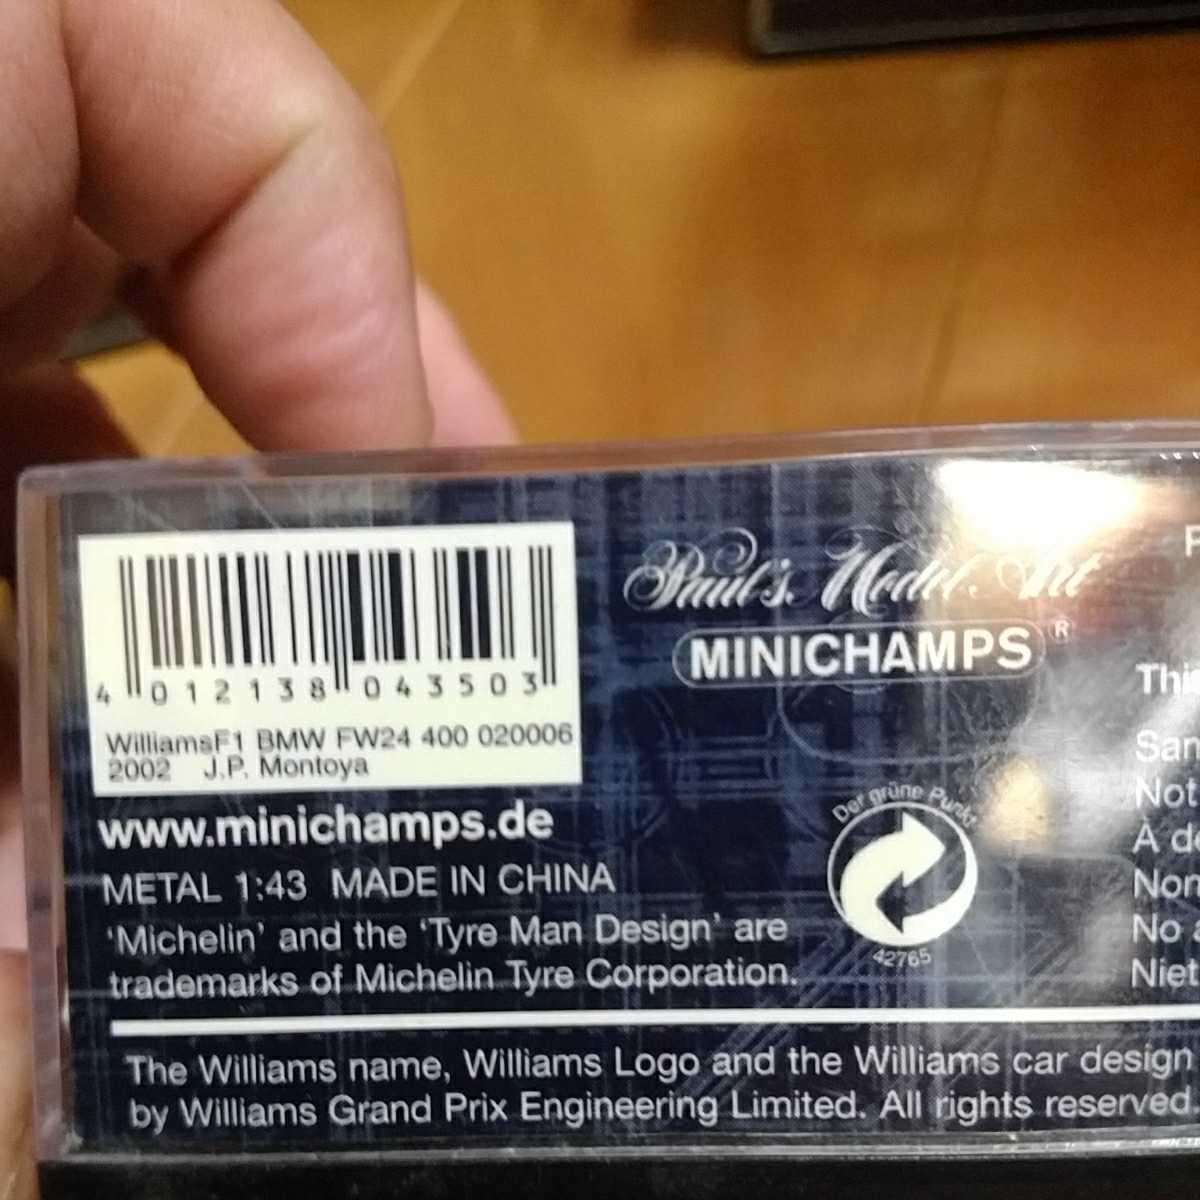 4 012138 043503
WilliamsF1 BMW FW24 400 020006
2002 J.P. Montoya
www.minichamps.de
METAL 1:43 MADE IN CHINA
'Michelin' and the 'Tyre Man Design' are
trademarks of Michelin Tyre Corporation.
Paul's Model Art
MINICHAMPS ®
Der grüne Punkt
42765
P
Not
À
No
Niet
The Williams name, Williams Logo and the Williams car design
by Williams Grand Prix Engineering Limited. All rights reserved.